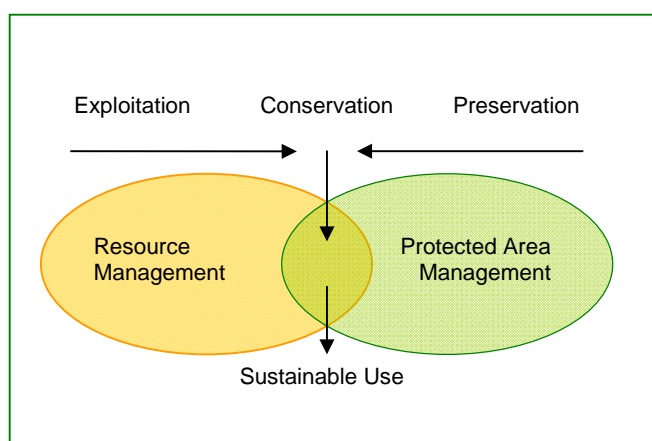 Exploitation Conservation Preservation
Resource Protected Area
Management Management
Sustainable Use